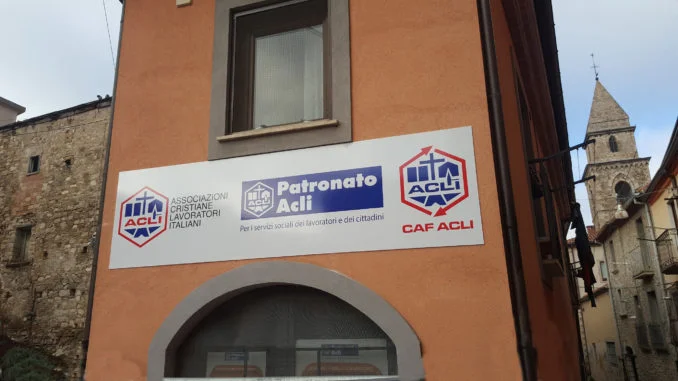 ACLI
ASSOCIAZIONI
CRISTIANE
LAVORATORI
ITALIANI
ACLI
Patronato
Acli
Per i servizi sociali dei lavoratori e dei cittadini
ACLI
CAF ACLI